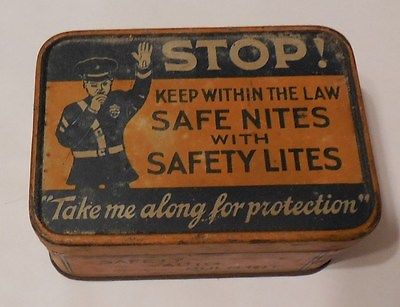 STOP!
KEEP WITHIN THE LAW
SAFE NITES
WITH
SAFETY LITES
"Take me along for protection"